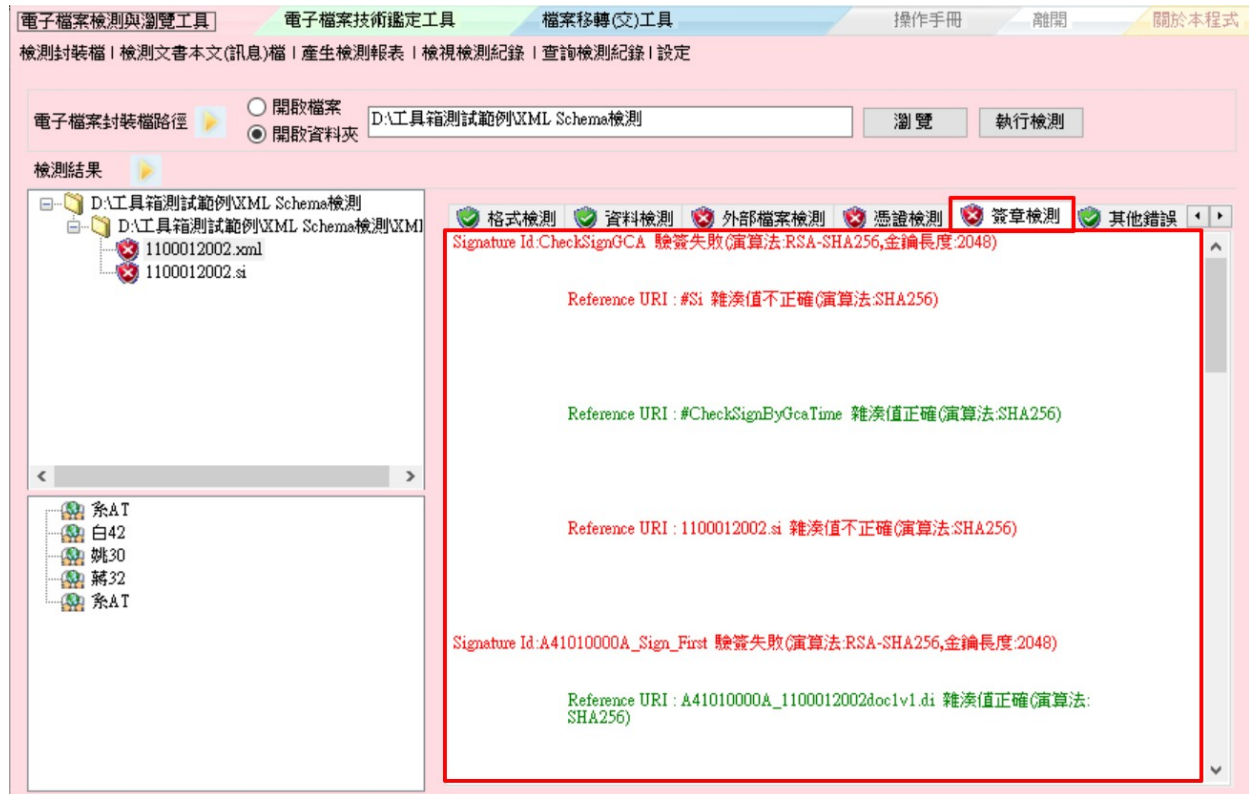 電子檔案檢測與瀏覽工具 電子檔案技術鑑定工具 檔案移轉(交)工具 操作手冊 離開 關於本程式
檢測封裝檔 | 檢測文書本文(訊息)檔 | 產生檢測報表 | 檢視檢測紀錄 | 查詢檢測紀錄 | 設定
電子檔案封裝檔路徑
開啟檔案
開啟資料夾
D:\工具箱測試範例\XML Schema檢測
瀏覽 執行檢測
檢測結果
D:\工具箱測試範例\XML Schema檢測
D:\工具箱測試範例\XML Schema檢測\XMI
1100012002.xml
1100012002.si
糸AT
白42
姚30
蔣32
糸AT
格式檢測 資料檢測 外部檔案檢測 憑證檢測 簽章檢測 其他錯誤
Signature Id:CheckSignGCA 驗簽失敗(演算法:RSA-SHA256,金鑰長度:2048)
Reference URI : #Si 雜湊值不正確(演算法:SHA256)
Reference URI : #CheckSignByGcaTime 雜湊值正確(演算法:SHA256)
Reference URI : 1100012002.si 雜湊值不正確(演算法:SHA256)
Signature Id:A41010000A_Sign_First 驗簽失敗(演算法:RSA-SHA256,金鑰長度:2048)
Reference URI : A41010000A_1100012002doc1v1.di 雜湊值正確(演算法:
SHA256)